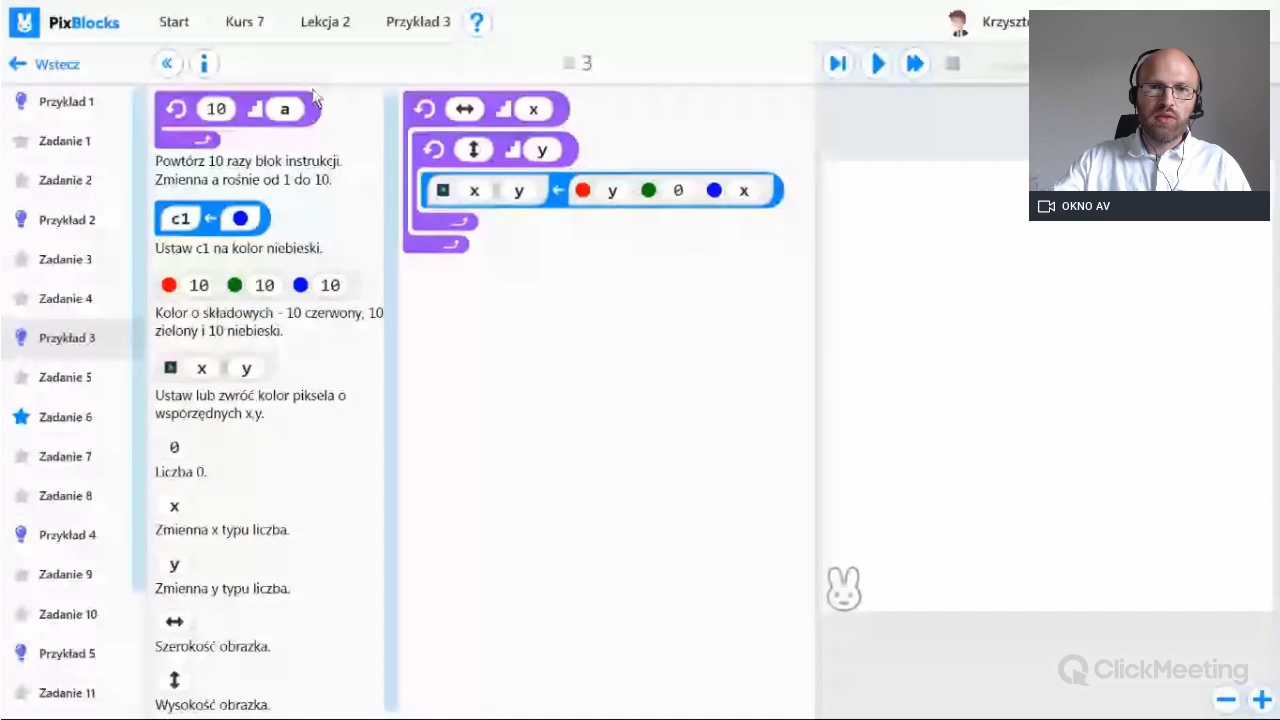 PixBlocks Start Kurs 7 Lekcja 2 Przykład 3 ? Krzyszto
Wstecz
3
Przykład 1
Zadanie 1
Zadanie 2
Przykład 2
Zadanie 3
Zadanie 4
Przykład 3
Zadanie 5
Zadanie 6
Zadanie 7
Zadanie 8
Przykład 4
Zadanie 9
Zadanie 10
Przykład 5
Zadanie 11
10 a
Powtórz 10 razy blok instrukcji.
Zmienna a rośnie od 1 do 10.
c1
Ustaw c1 na kolor niebieski.
10 10 10
Kolor o składowych - 10 czerwony, 10
zielony i 10 niebieski.
x y
Ustaw lub zwróć kolor piksela o
wsporzędnych x,y.
0
Liczba 0.
x
Zmienna x typu liczba.
y
Zmienna y typu liczba.
Szerokość obrazka.
Wysokość obrazka.
x
y
x y y 0 x
OKNO AV
ClickMeeting